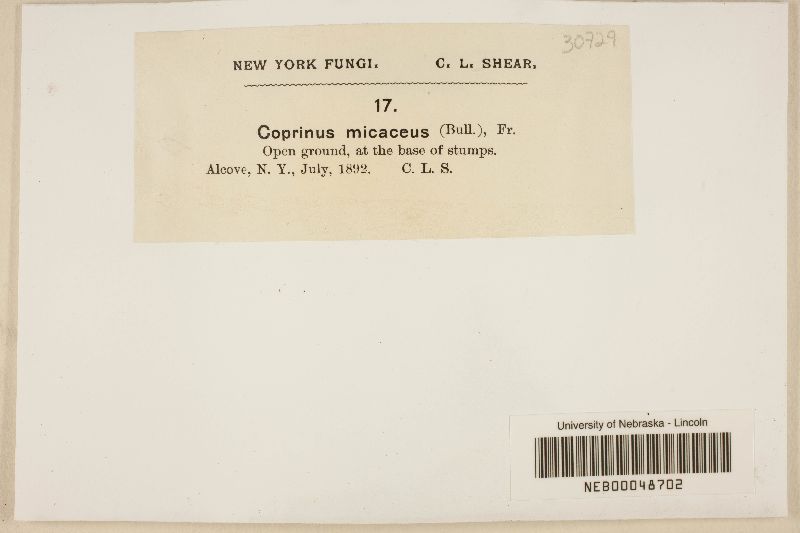 30729
NEW YORK FUNGI. C. L. SHEAR,
17.
Coprinus micaceus (Bull.), Fr.
Open ground, at the base of stumps.
Alcove, N. Y., July, 1892. C. L. S.
University of Nebraska - Lincoln
NEB00048702